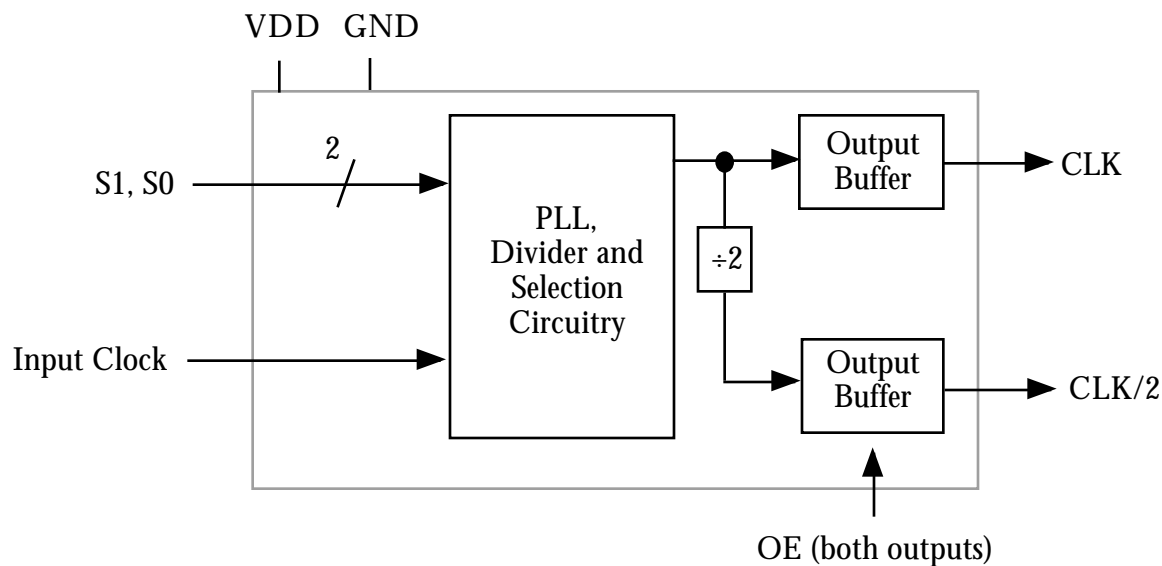 VDD GND
2
S1, S0
Input Clock
PLL,
Divider and
Selection
Circuitry
÷2
Output
Buffer
CLK
Output
Buffer
CLK/2
OE (both outputs)